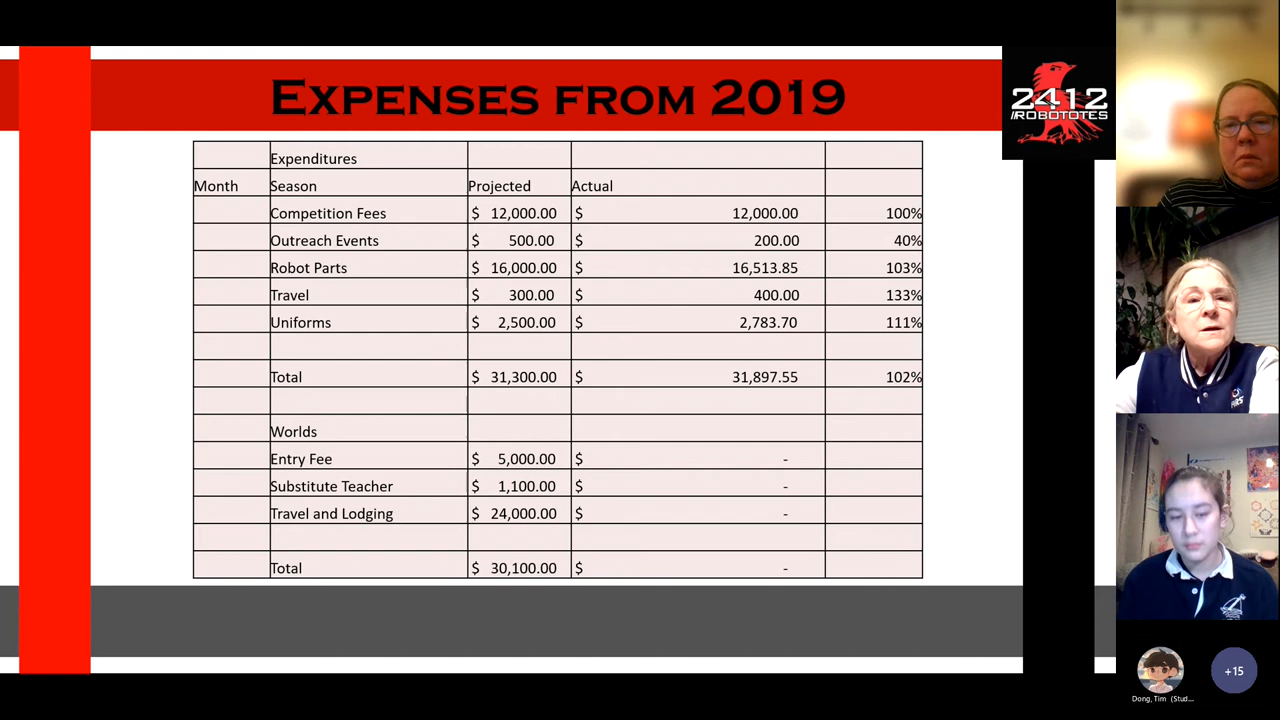 EXPENSES FROM 2019
2412
ROBOTOTES
Expenditures
Month Season Projected Actual
Competition Fees $ 12,000.00 $ 12,000.00 100%
Outreach Events $ 500.00 $ 200.00 40%
Robot Parts $ 16,000.00 $ 16,513.85 103%
Travel $ 300.00 $ 400.00 133%
Uniforms $ 2,500.00 $ 2,783.70 111%
Total $ 31,300.00 $ 31,897.55 102%
Worlds
Entry Fee $ 5,000.00 $ -
Substitute Teacher $ 1,100.00 $ -
Travel and Lodging $ 24,000.00 $ -
Total $ 30,100.00 $ -
+15
Dong, Tim (Stud...